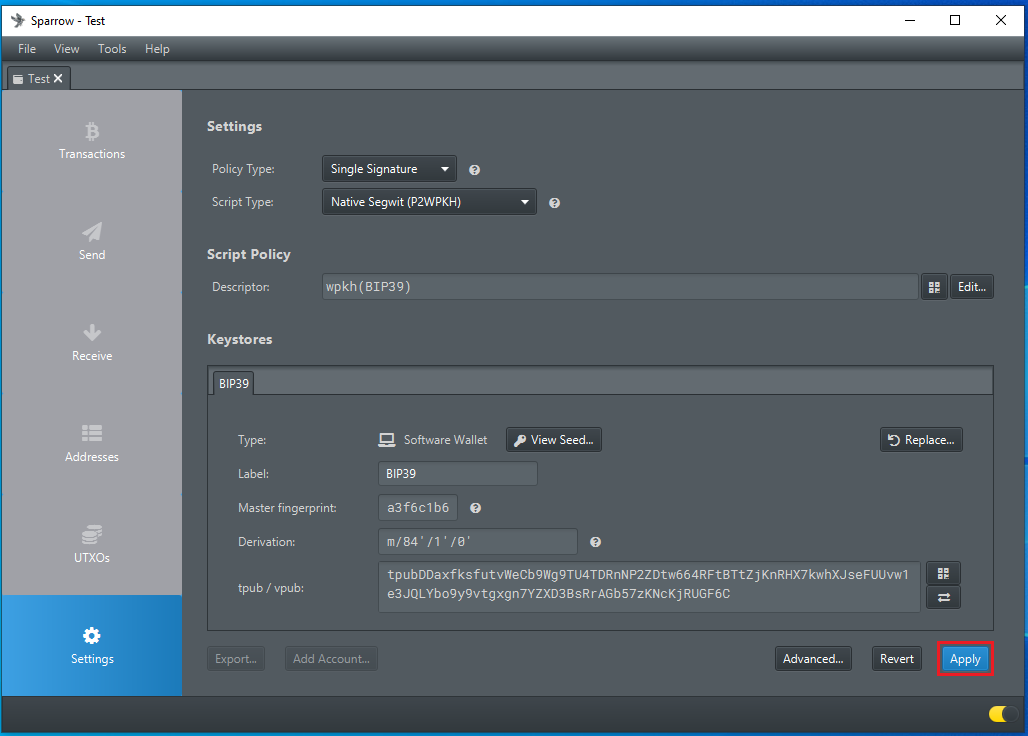 Sparrow - Test
File View Tools Help
Test
Transactions
Send
Receive
Addresses
UTXOs
Settings
Settings
Policy Type: Single Signature
Script Type: Native Segwit (P2WPKH)
Script Policy
Descriptor: wpkh(BIP39) Edit...
Keystores
BIP39
Type: Software Wallet View Seed... Replace...
Label: BIP39
Master fingerprint: a3f6c1b6
Derivation: m/84'/1'/0'
tpub / vpub: tpubDDaxfksfutvWeCb9Wg9TU4TDRnNP2ZDtw664RFtBTtZjKnRHX7kwhXJseFUUvw1
e3JQLYbo9y9vtgxgn7YZXD3BsRrAGb57zKNcKjRUGF6C
Export... Add Account... Advanced... Revert Apply